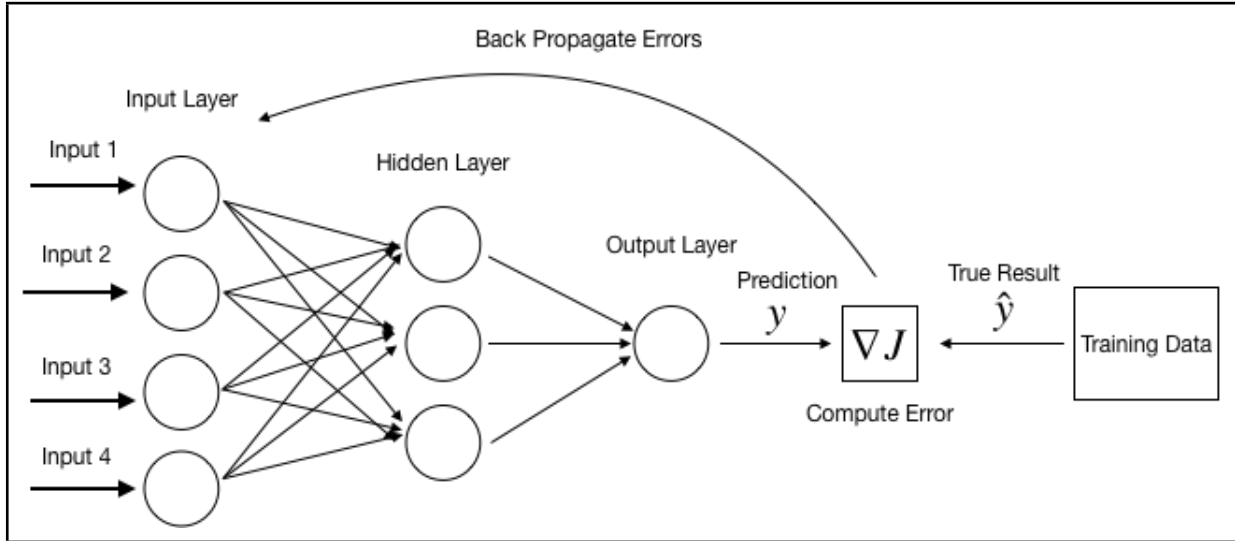 Back Propagate Errors
Input Layer
Input 1
Hidden Layer
Input 2
Output Layer
Prediction
y
True Result
ŷ
∇J
Training Data
Input 3
Compute Error
Input 4